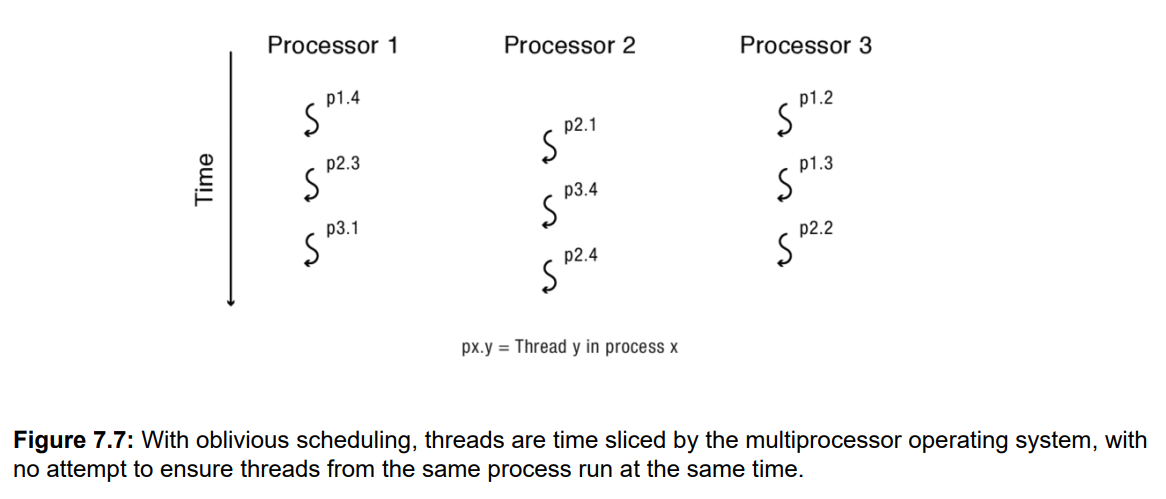 Processor 1 Processor 2 Processor 3
p1.4 p1.2
p2.1
p2.3 p1.3
p3.4
p3.1 p2.2
p2.4
Time
px.y = Thread y in process x
Figure 7.7: With oblivious scheduling, threads are time sliced by the multiprocessor operating system, with
no attempt to ensure threads from the same process run at the same time.